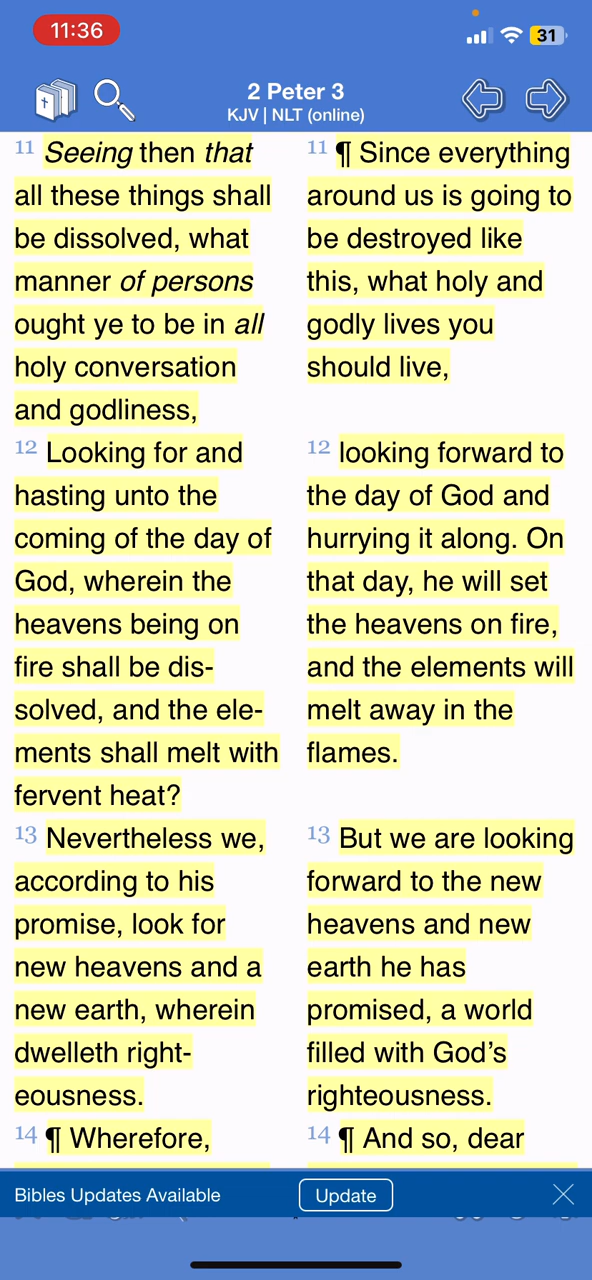 11:36
31
2 Peter 3
KJV | NLT (online)
11 Seeing then that
all these things shall
be dissolved, what
manner of persons
ought ye to be in all
holy conversation
and godliness,
12 Looking for and
hasting unto the
coming of the day of
God, wherein the
heavens being on
fire shall be dis-
solved, and the ele-
ments shall melt with
fervent heat?
13 Nevertheless we,
according to his
promise, look for
new heavens and a
new earth, wherein
dwelleth right-
eousness.
14 ¶ Wherefore,
11 ¶ Since everything
around us is going to
be destroyed like
this, what holy and
godly lives you
should live,
12 looking forward to
the day of God and
hurrying it along. On
that day, he will set
the heavens on fire,
and the elements will
melt away in the
flames.
13 But we are looking
forward to the new
heavens and new
earth he has
promised, a world
filled with God’s
righteousness.
14 ¶ And so, dear
Bibles Updates Available
Update